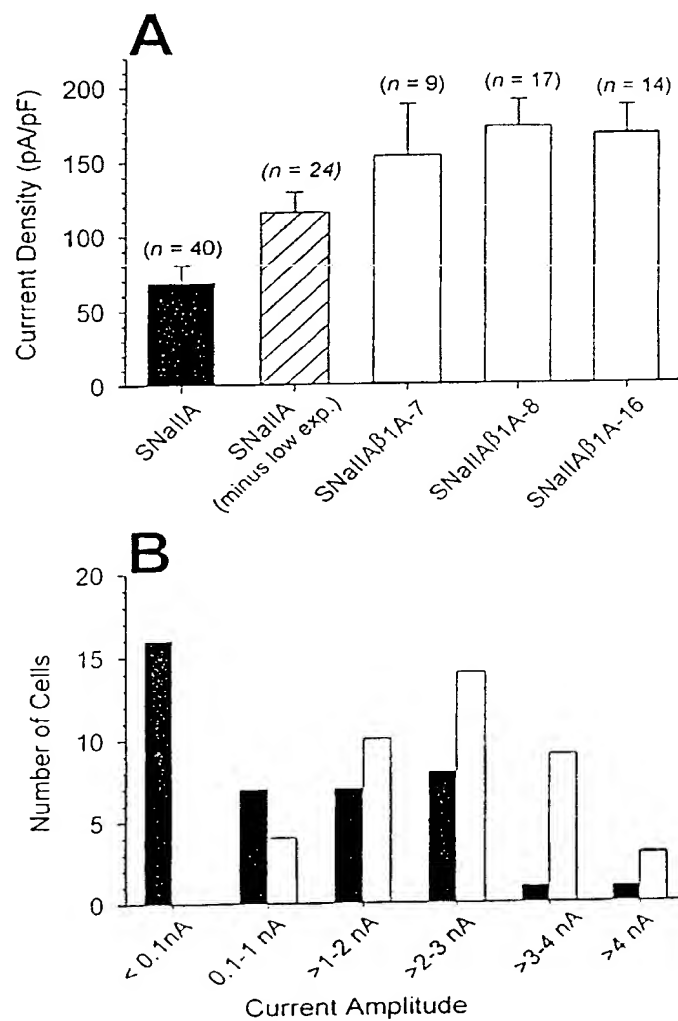 A
Currrent Density (pA/pF)
200
150
100
50
0
(n = 40)
(n = 24)
(n = 9)
(n = 17)
(n = 14)
SNaIIA
SNaIIA
(minus low exp.)
SNaIIAβ1A-7
SNaIIAβ1A-8
SNaIIAβ1A-16
B
Number of Cells
20
15
10
5
0
< 0.1nA
0.1-1 nA
>1-2 nA
>2-3 nA
>3-4 nA
>4 nA
Current Amplitude